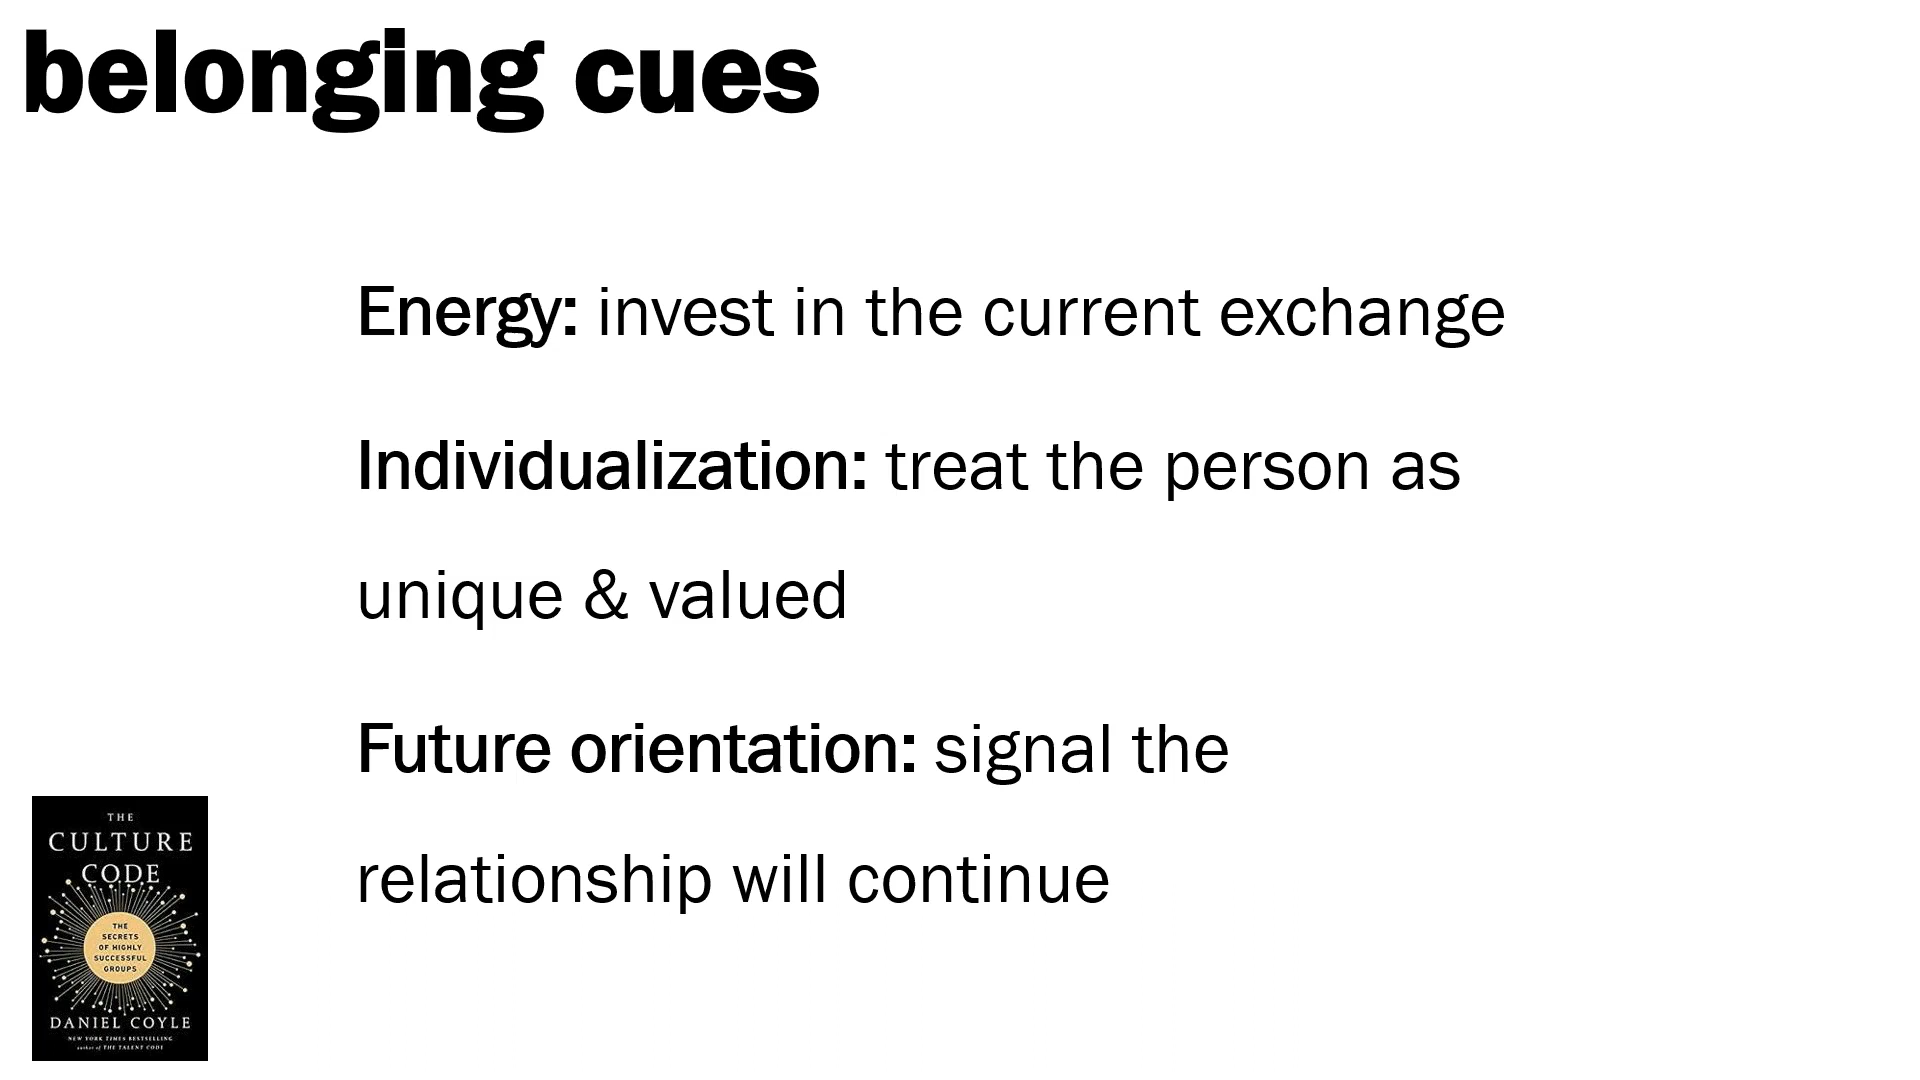 belonging cues
Energy: invest in the current exchange
Individualization: treat the person as
unique & valued
Future orientation: signal the
relationship will continue
THE
CULTURE
CODE
THE
SECRETS
OF HIGHLY
SUCCESSFUL
GROUPS
DANIEL COYLE
NEW YORK TIMES BESTSELLING
author of THE TALENT CODE